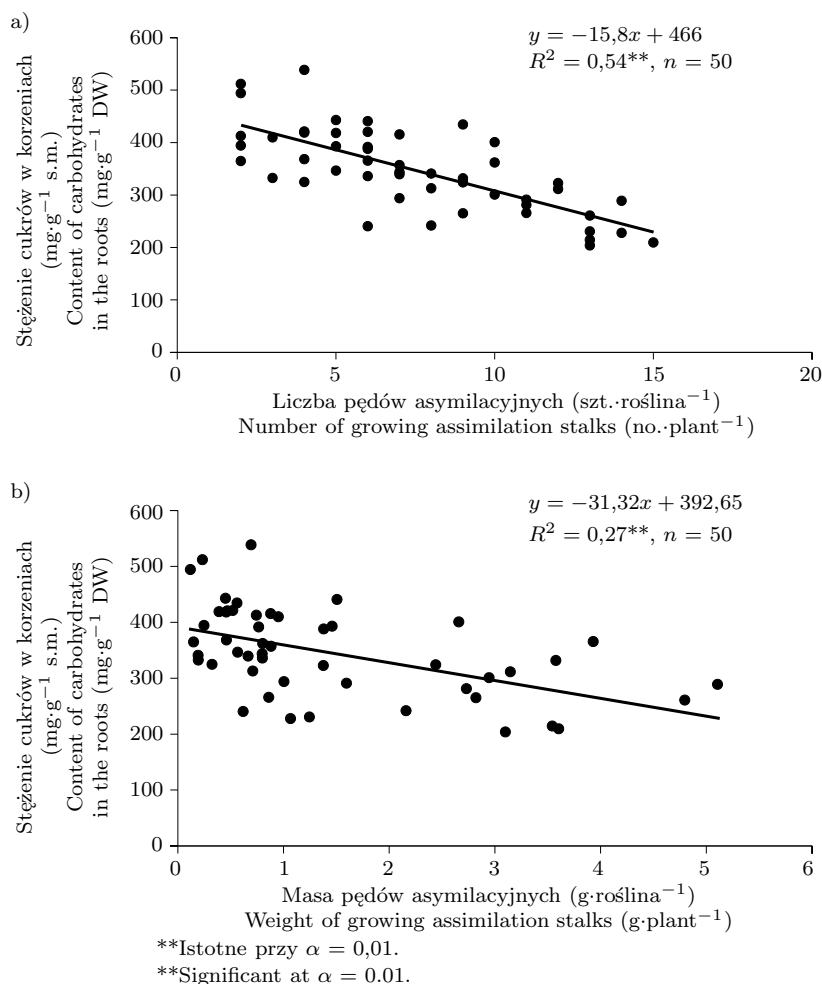 a)
y = −15,8x + 466
R² = 0,54**, n = 50
Stężenie cukrów w korzeniach
(mg·g⁻¹ s.m.)
Content of carbohydrates
in the roots (mg·g⁻¹ DW)
600
500
400
300
200
100
0
0 5 10 15 20
Liczba pędów asymilacyjnych (szt.·roślina⁻¹)
Number of growing assimilation stalks (no.·plant⁻¹)
b)
y = −31,32x + 392,65
R² = 0,27**, n = 50
Stężenie cukrów w korzeniach
(mg·g⁻¹ s.m.)
Content of carbohydrates
in the roots (mg·g⁻¹ DW)
600
500
400
300
200
100
0
0 1 2 3 4 5 6
Masa pędów asymilacyjnych (g·roślina⁻¹)
Weight of growing assimilation stalks (g·plant⁻¹)
**Istotne przy α = 0,01.
**Significant at α = 0.01.